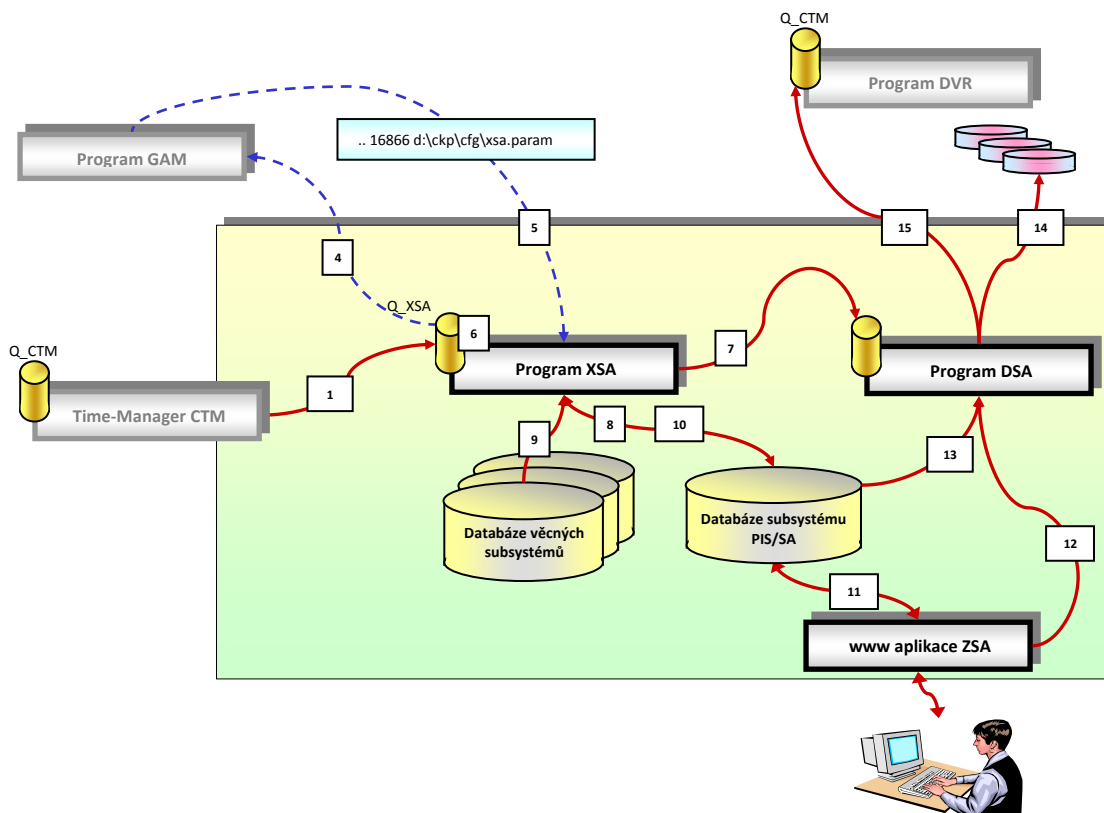 Q_CTM
Program DVR
.. 16866 d:\ckp\cfg\xsa.param
Program GAM
5
15
14
4
Q_XSA
6
7
Q_CTM
Program XSA
Program DSA
1
Time-Manager CTM
9
8
10
13
Databáze věcných
subsystémů
Databáze subsystému
PIS/SA
12
11
www aplikace ZSA